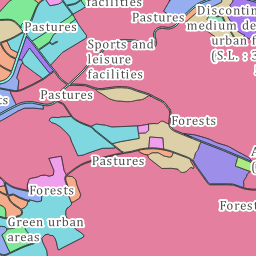 facilities
Pastures
Discontin
medium de
urban f
(S.L. : 3
Pastures
Sports and
leisure
facilities
Pastures
Forests
Pastures
Forests
Forest
Green urban
areas